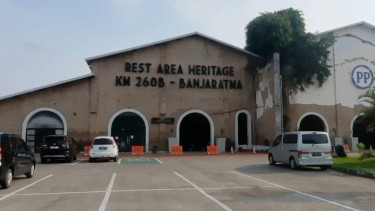 REST AREA HERITAGE
KM 260B - BANJARATMA
PP